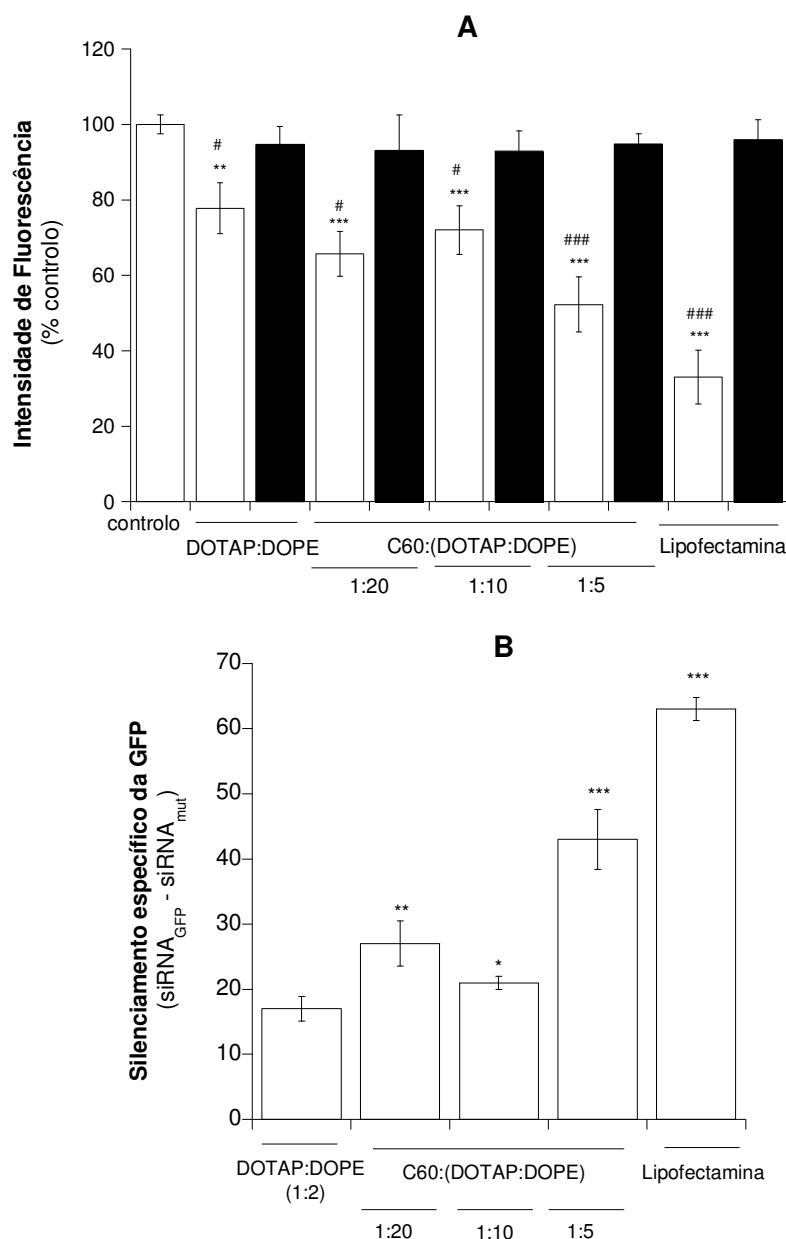 A
Intensidade de Fluorescência
(% controlo)
120
100
80
60
40
20
0
#
**
#
***
#
***
###
***
###
***
controlo
DOTAP:DOPE
C60:(DOTAP:DOPE)
Lipofectamina
1:20
1:10
1:5
B
Silenciamento específico da GFP
(siRNAGFP - siRNAmut)
70
60
50
40
30
20
10
0
**
*
***
***
DOTAP:DOPE
(1:2)
C60:(DOTAP:DOPE)
Lipofectamina
1:20
1:10
1:5